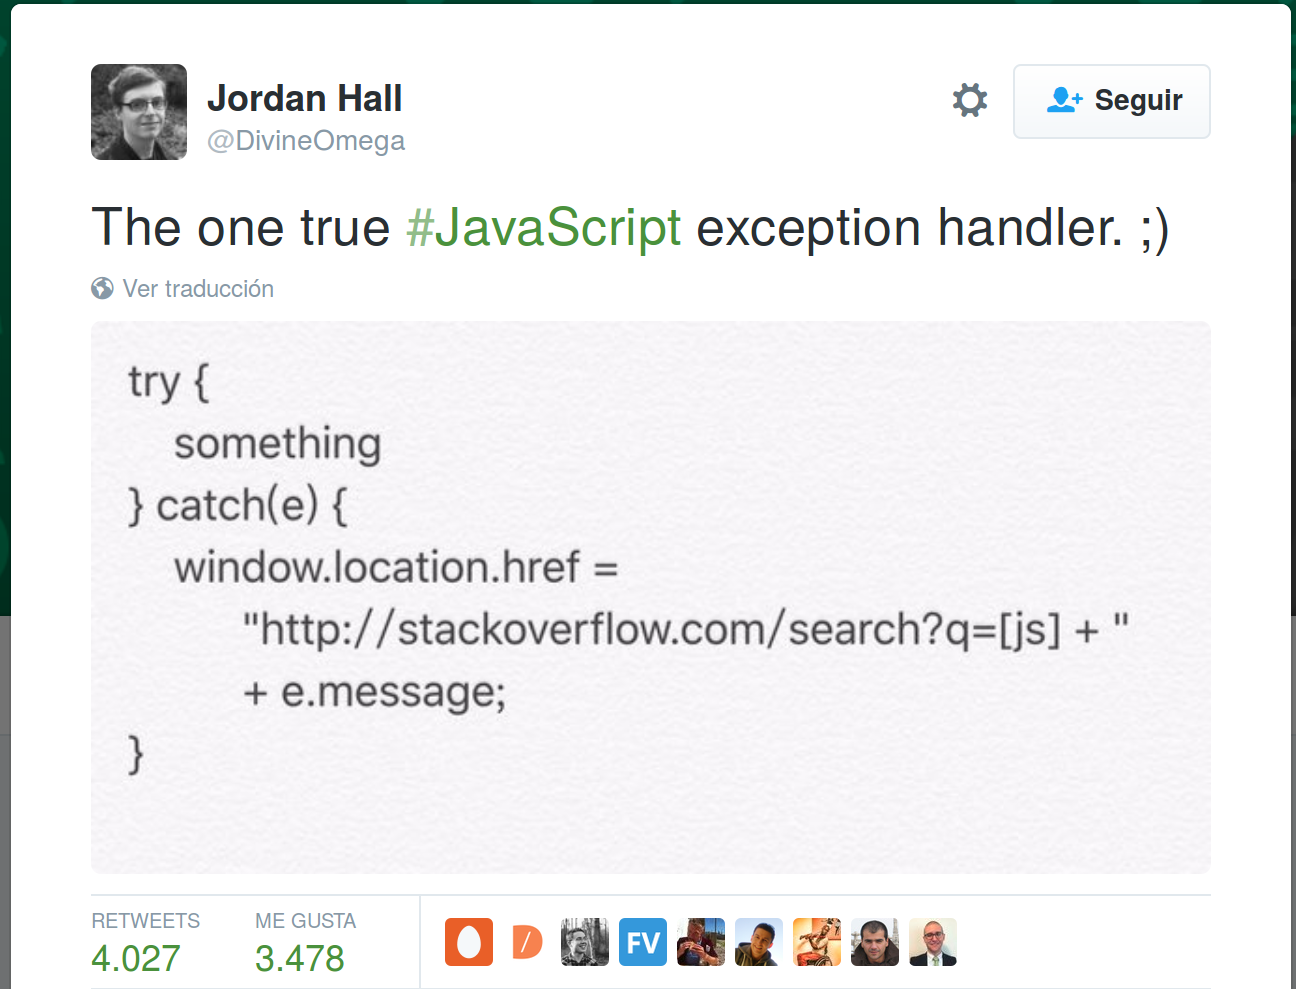 Jordan Hall
@DivineOmega
Seguir
The one true #JavaScript exception handler. ;)
Ver traducción
try {
something
} catch(e) {
window.location.href =
"http://stackoverflow.com/search?q=[js] + "
+ e.message;
}
RETWEETS
4.027
ME GUSTA
3.478
FV